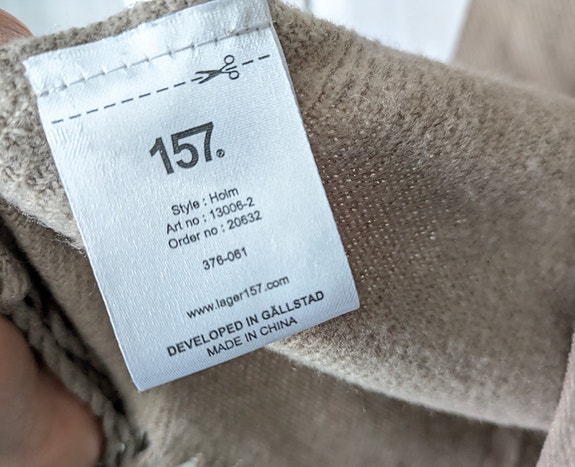 157.®
Style : Holm
Art no : 13006-2
Order no : 20632
376-061
www.lager157.com
DEVELOPED IN GÄLLSTAD
MADE IN CHINA